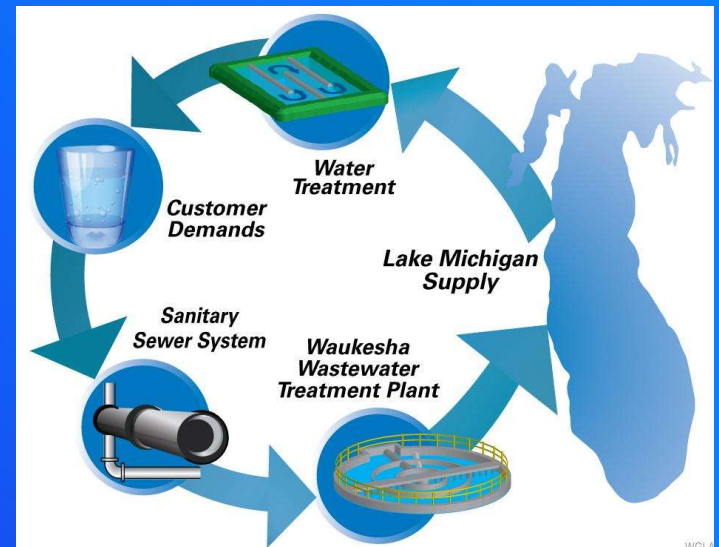 Water
Treatment
Customer
Demands
Lake Michigan
Supply
Sanitary
Sewer System
Waukesha
Wastewater
Treatment Plant